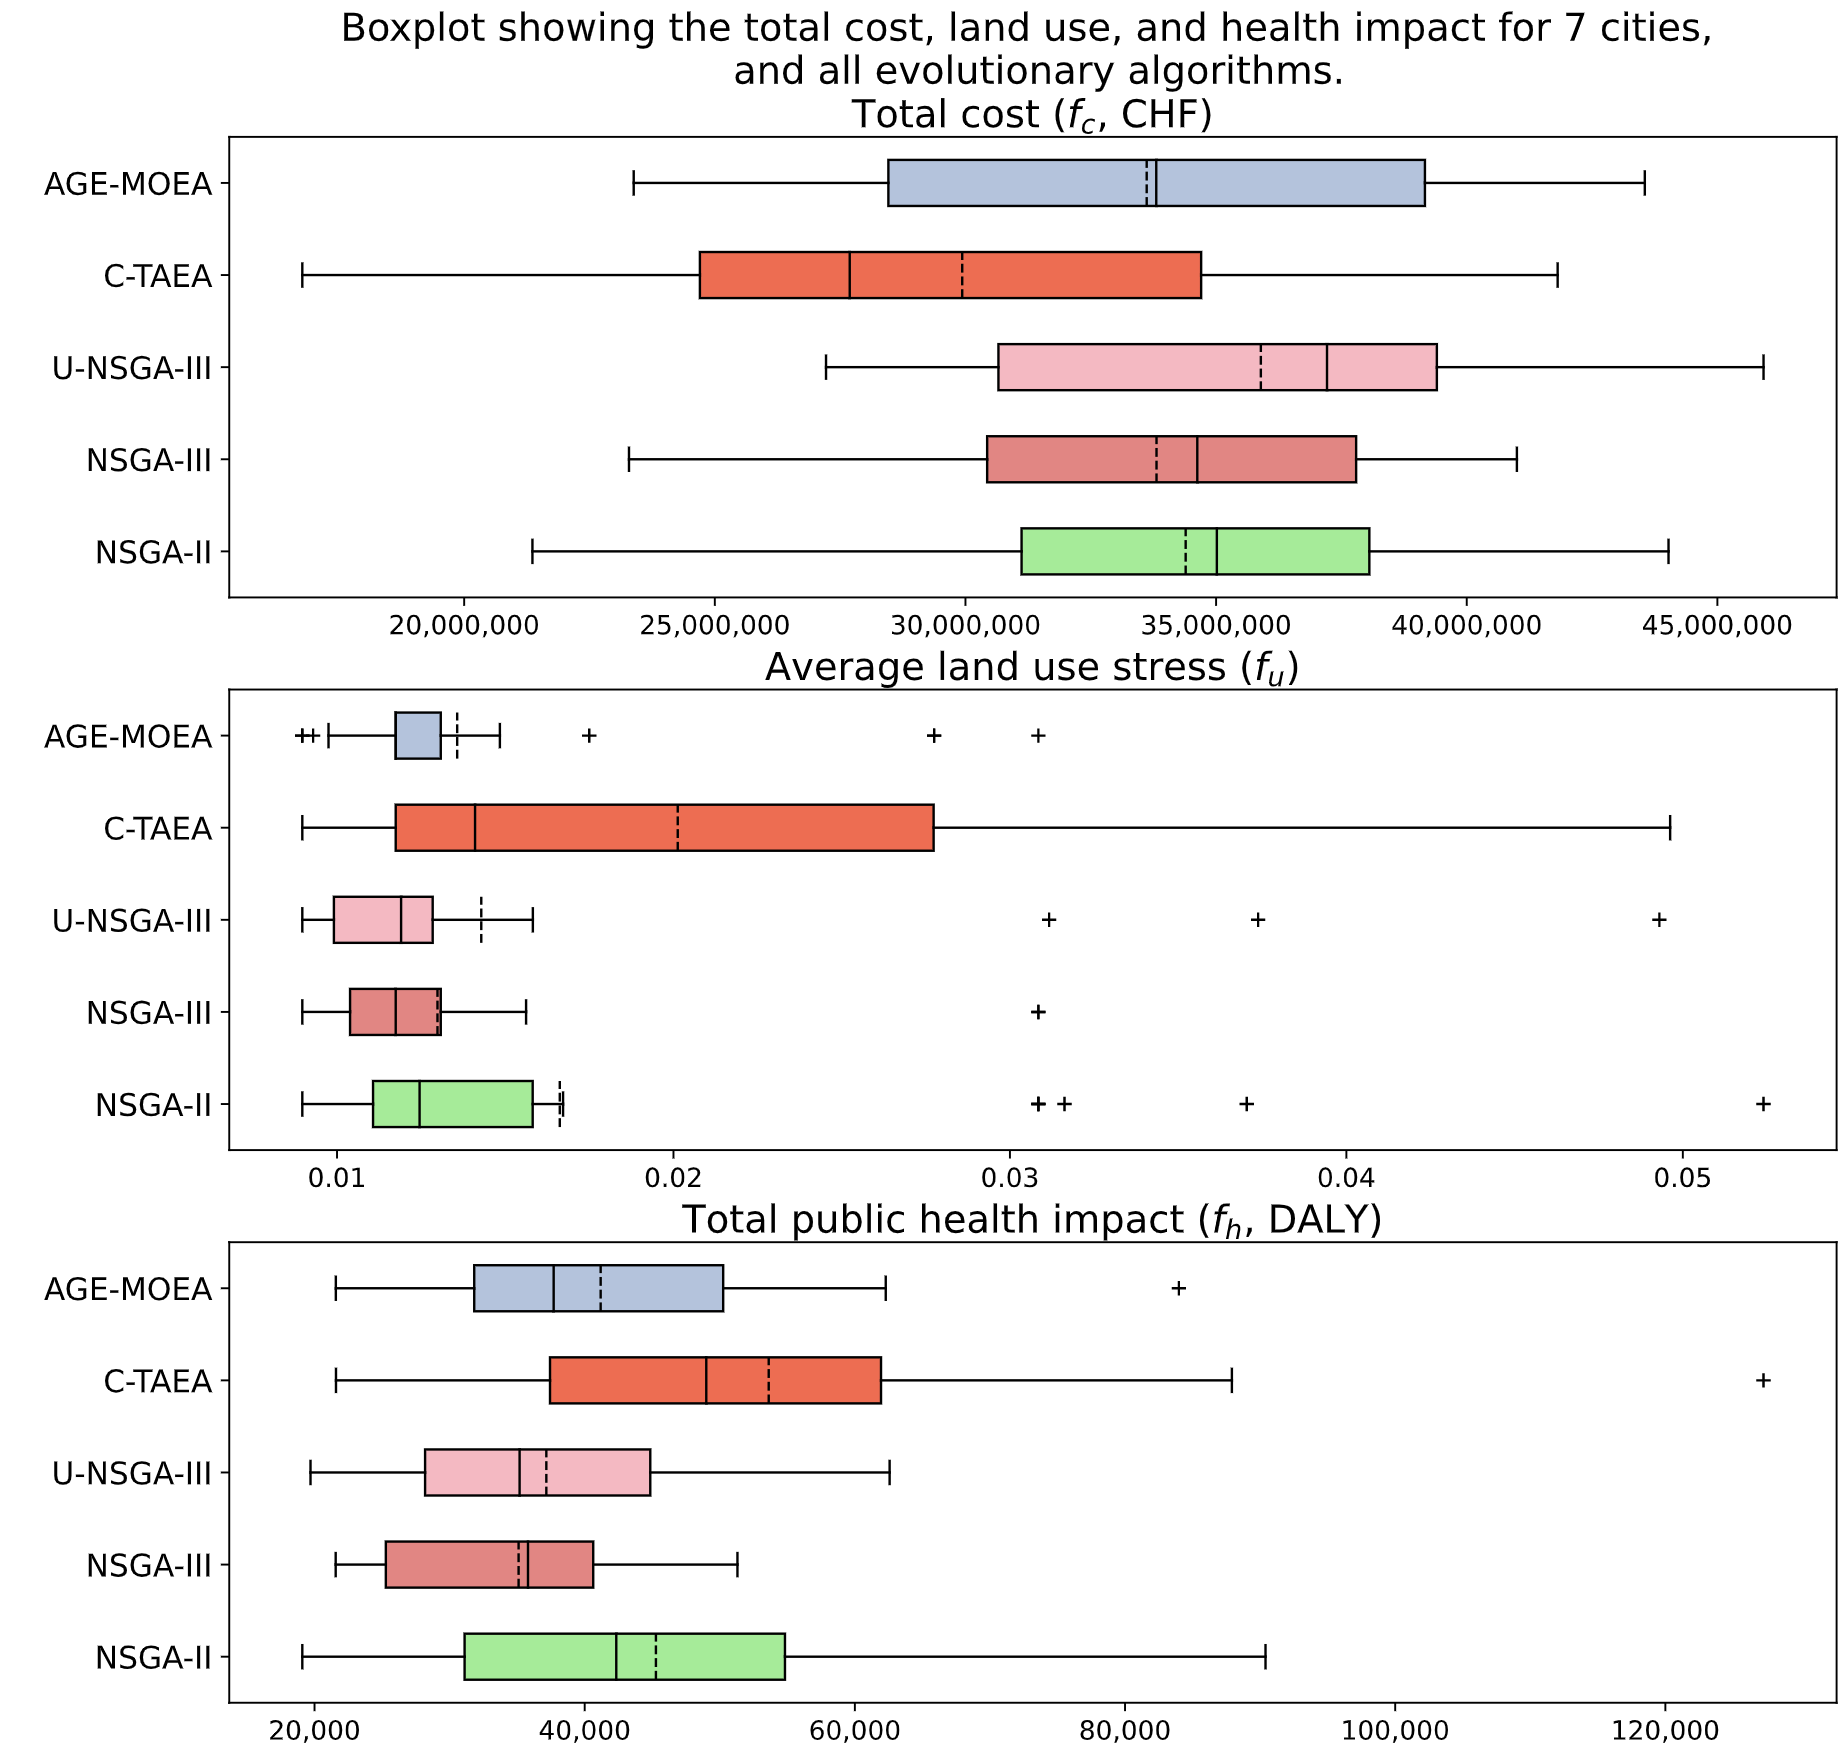 Boxplot showing the total cost, land use, and health impact for 7 cities,
and all evolutionary algorithms.
Total cost (fc, CHF)
AGE-MOEA
C-TAEA
U-NSGA-III
NSGA-III
NSGA-II
20,000,000 25,000,000 30,000,000 35,000,000 40,000,000 45,000,000
Average land use stress (fu)
AGE-MOEA
C-TAEA
U-NSGA-III
NSGA-III
NSGA-II
0.01 0.02 0.03 0.04 0.05
Total public health impact (fh, DALY)
AGE-MOEA
C-TAEA
U-NSGA-III
NSGA-III
NSGA-II
20,000 40,000 60,000 80,000 100,000 120,000